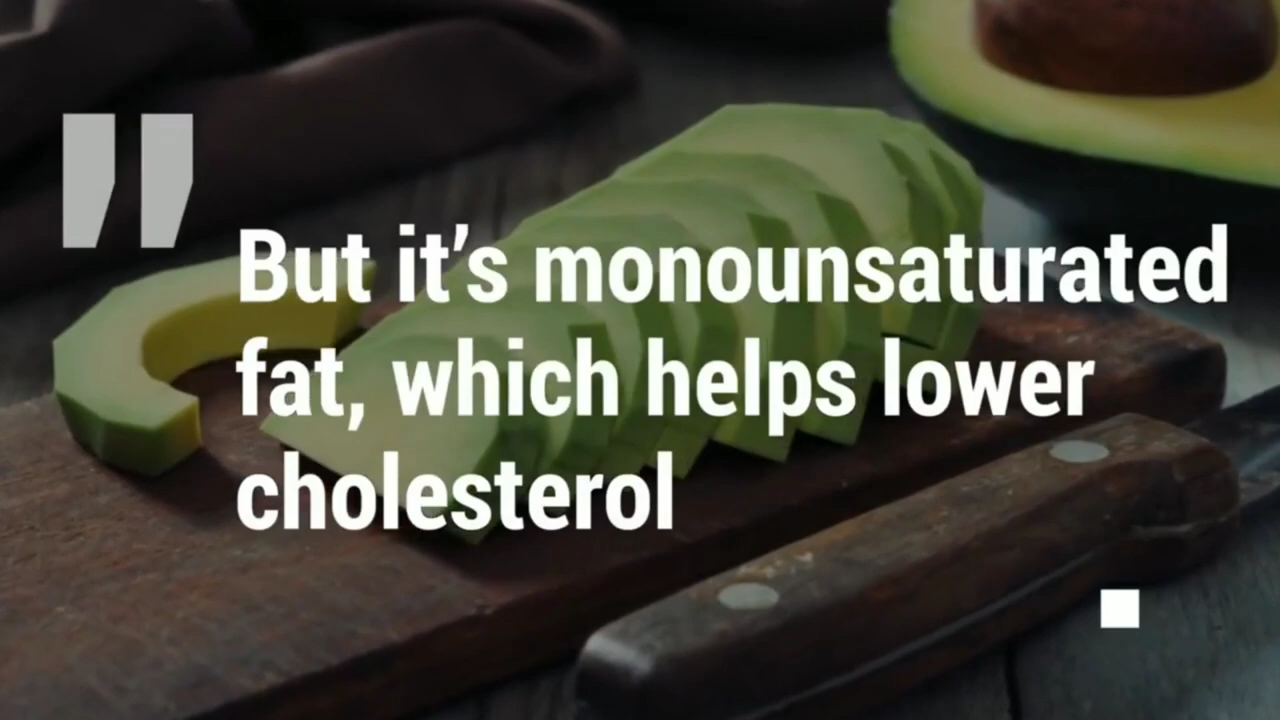 "
But it’s monounsaturated
fat, which helps lower
cholesterol